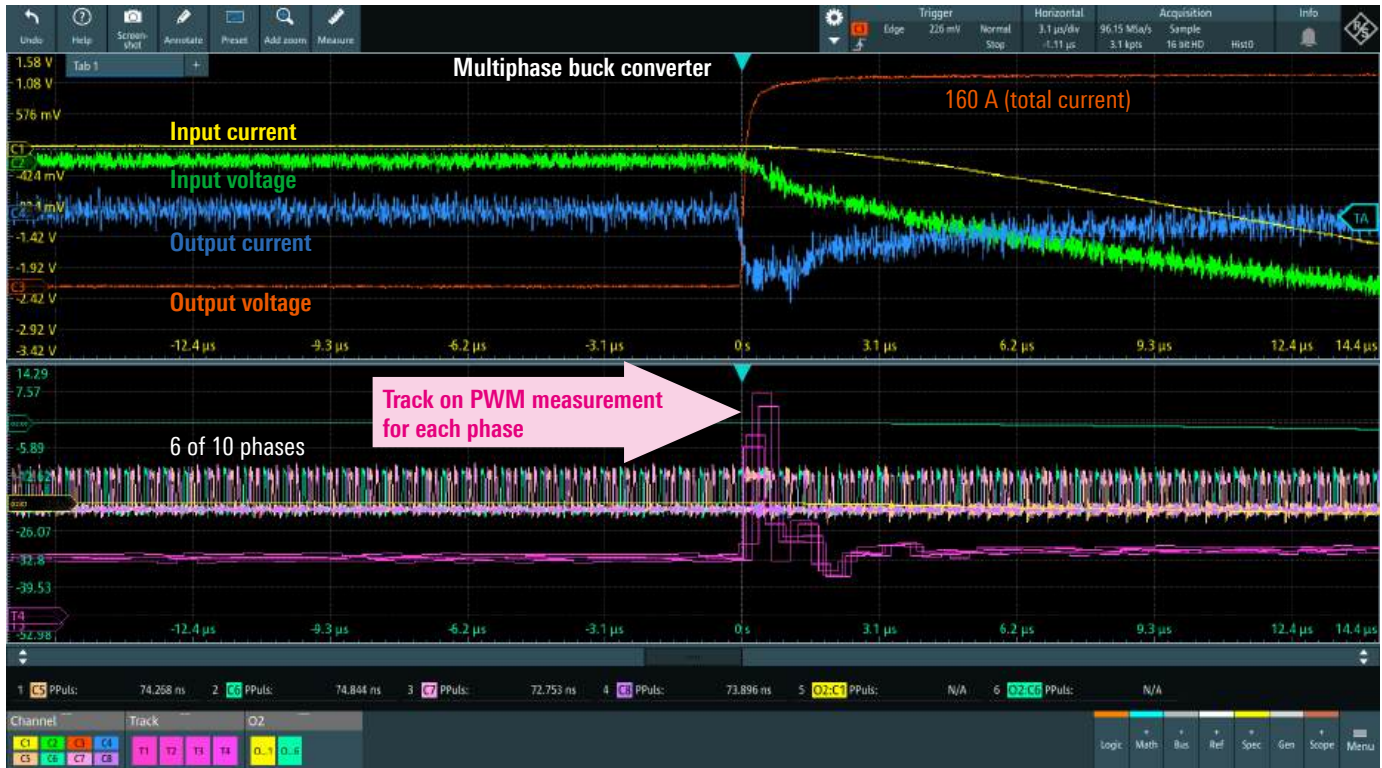 Undo Help Screen-shot Annotate Preset Add zoom Measure
Trigger Horizontal Acquisition Info
C3 Edge 226 mV Normal 3.1 µs/div 96.15 MSa/s Sample
Stop -1.11 µs 3.1 kpts 16 bit HD Hist0
Tab 1 +
Multiphase buck converter
1.58 V
1.08 V
160 A (total current)
576 mV
Input current
C1
C2
-424 mV
Input voltage
C4
TA
-1.42 V
Output current
-1.92 V
C3
-2.42 V
Output voltage
-2.92 V
-3.42 V
-12.4 µs -9.3 µs -6.2 µs -3.1 µs 0 s 3.1 µs 6.2 µs 9.3 µs 12.4 µs 14.4 µs
14.29
7.57
Track on PWM measurement
for each phase
-5.89
6 of 10 phases
-26.07
-32.8
-39.53
T4
-52.98
-12.4 µs -9.3 µs -6.2 µs -3.1 µs 0 s 3.1 µs 6.2 µs 9.3 µs 12.4 µs 14.4 µs
1 C5 PPuls: 74.268 ns 2 C6 PPuls: 74.844 ns 3 C7 PPuls: 72.753 ns 4 C8 PPuls: 73.896 ns 5 O2:C1 PPuls: N/A 6 O2:C6 PPuls: N/A
Channel Track O2
C1 C2 C3 C4
T1 T2 T3 T4 O...1 O...6
C5 C6 C7 C8
Logic Math Bus Ref Spec Gen Scope Menu